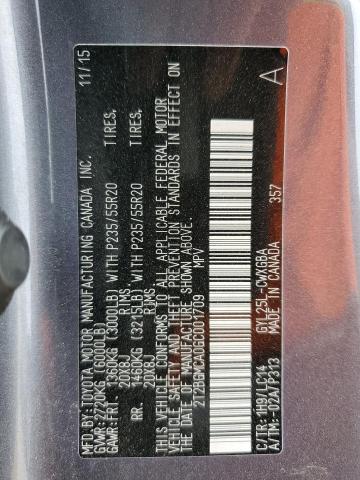 MFD.BY:TOYOTA MOTOR MANUFACTURING CANADA INC. 11/15
GVWR:2720KG (6000LB)
GAWR:FRT. 1360KG (3000LB) WITH P235/55R20 TIRES.
20X8J RIMS
RR. 1460KG (3215LB) WITH P235/55R20 TIRES.
20X8J RIMS
THIS VEHICLE CONFORMS TO ALL APPLICABLE FEDERAL MOTOR
VEHICLE SAFETY AND THEFT PREVENTION STANDARDS IN EFFECT ON
THE DATE OF MANUFACTURE SHOWN ABOVE.
MPV
C/TR: 1H9/LC14 GYL25L-CWXGBA A
A/TM:-02A/P313 MADE IN CANADA 357